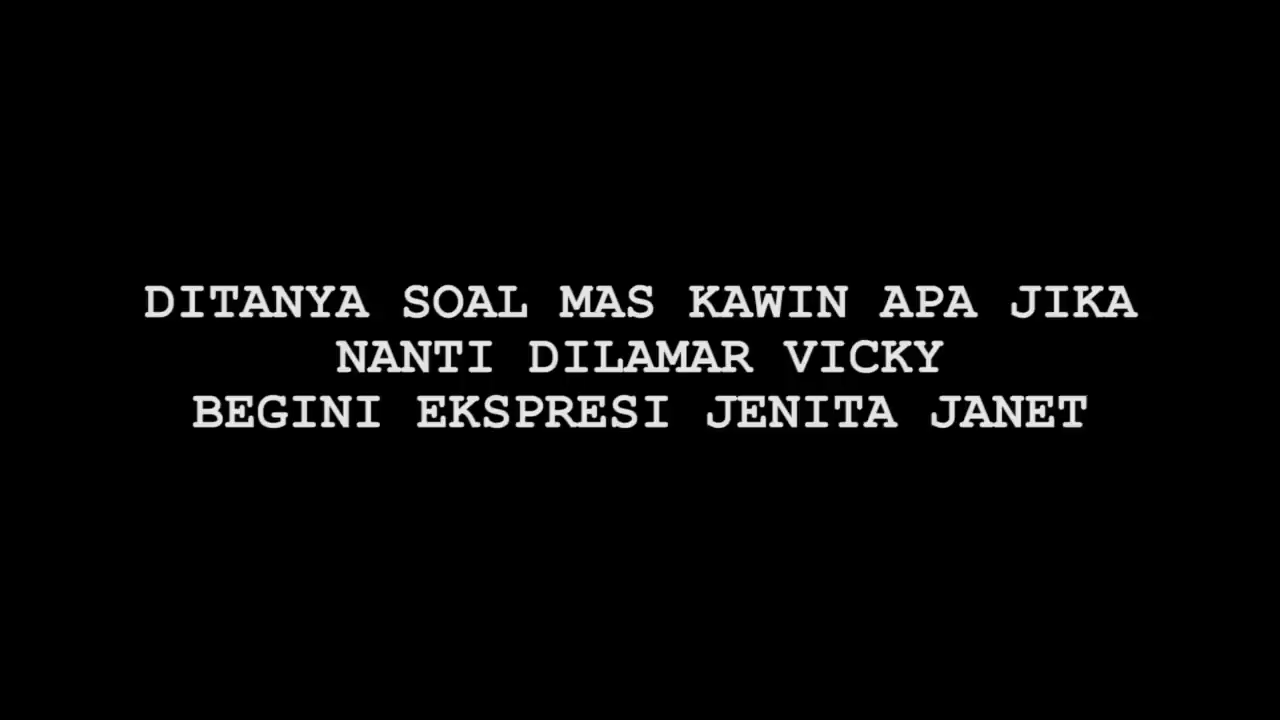 DITANYA SOAL MAS KAWIN APA JIKA
NANTI DILAMAR VICKY
BEGINI EKSPRESI JENITA JANET